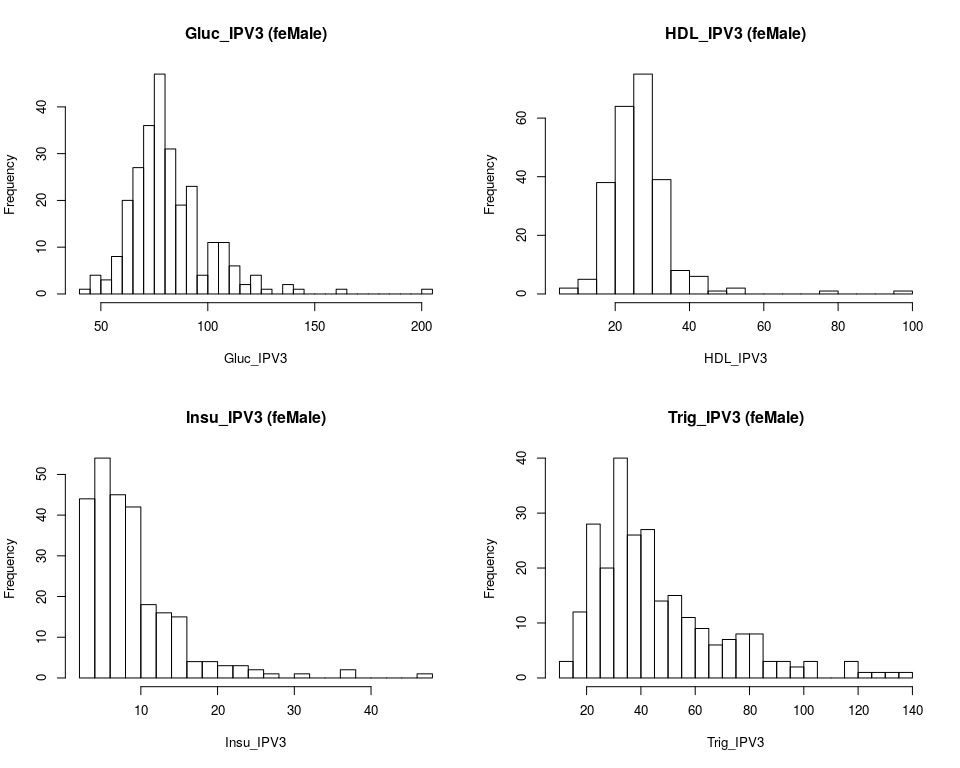 Gluc_IPV3 (feMale)
Frequency
0 10 20 30 40
50 100 150 200
Gluc_IPV3
HDL_IPV3 (feMale)
Frequency
0 20 40 60
20 40 60 80 100
HDL_IPV3
Insu_IPV3 (feMale)
Frequency
0 10 20 30 40 50
10 20 30 40
Insu_IPV3
Trig_IPV3 (feMale)
Frequency
0 10 20 30 40
20 40 60 80 100 120 140
Trig_IPV3